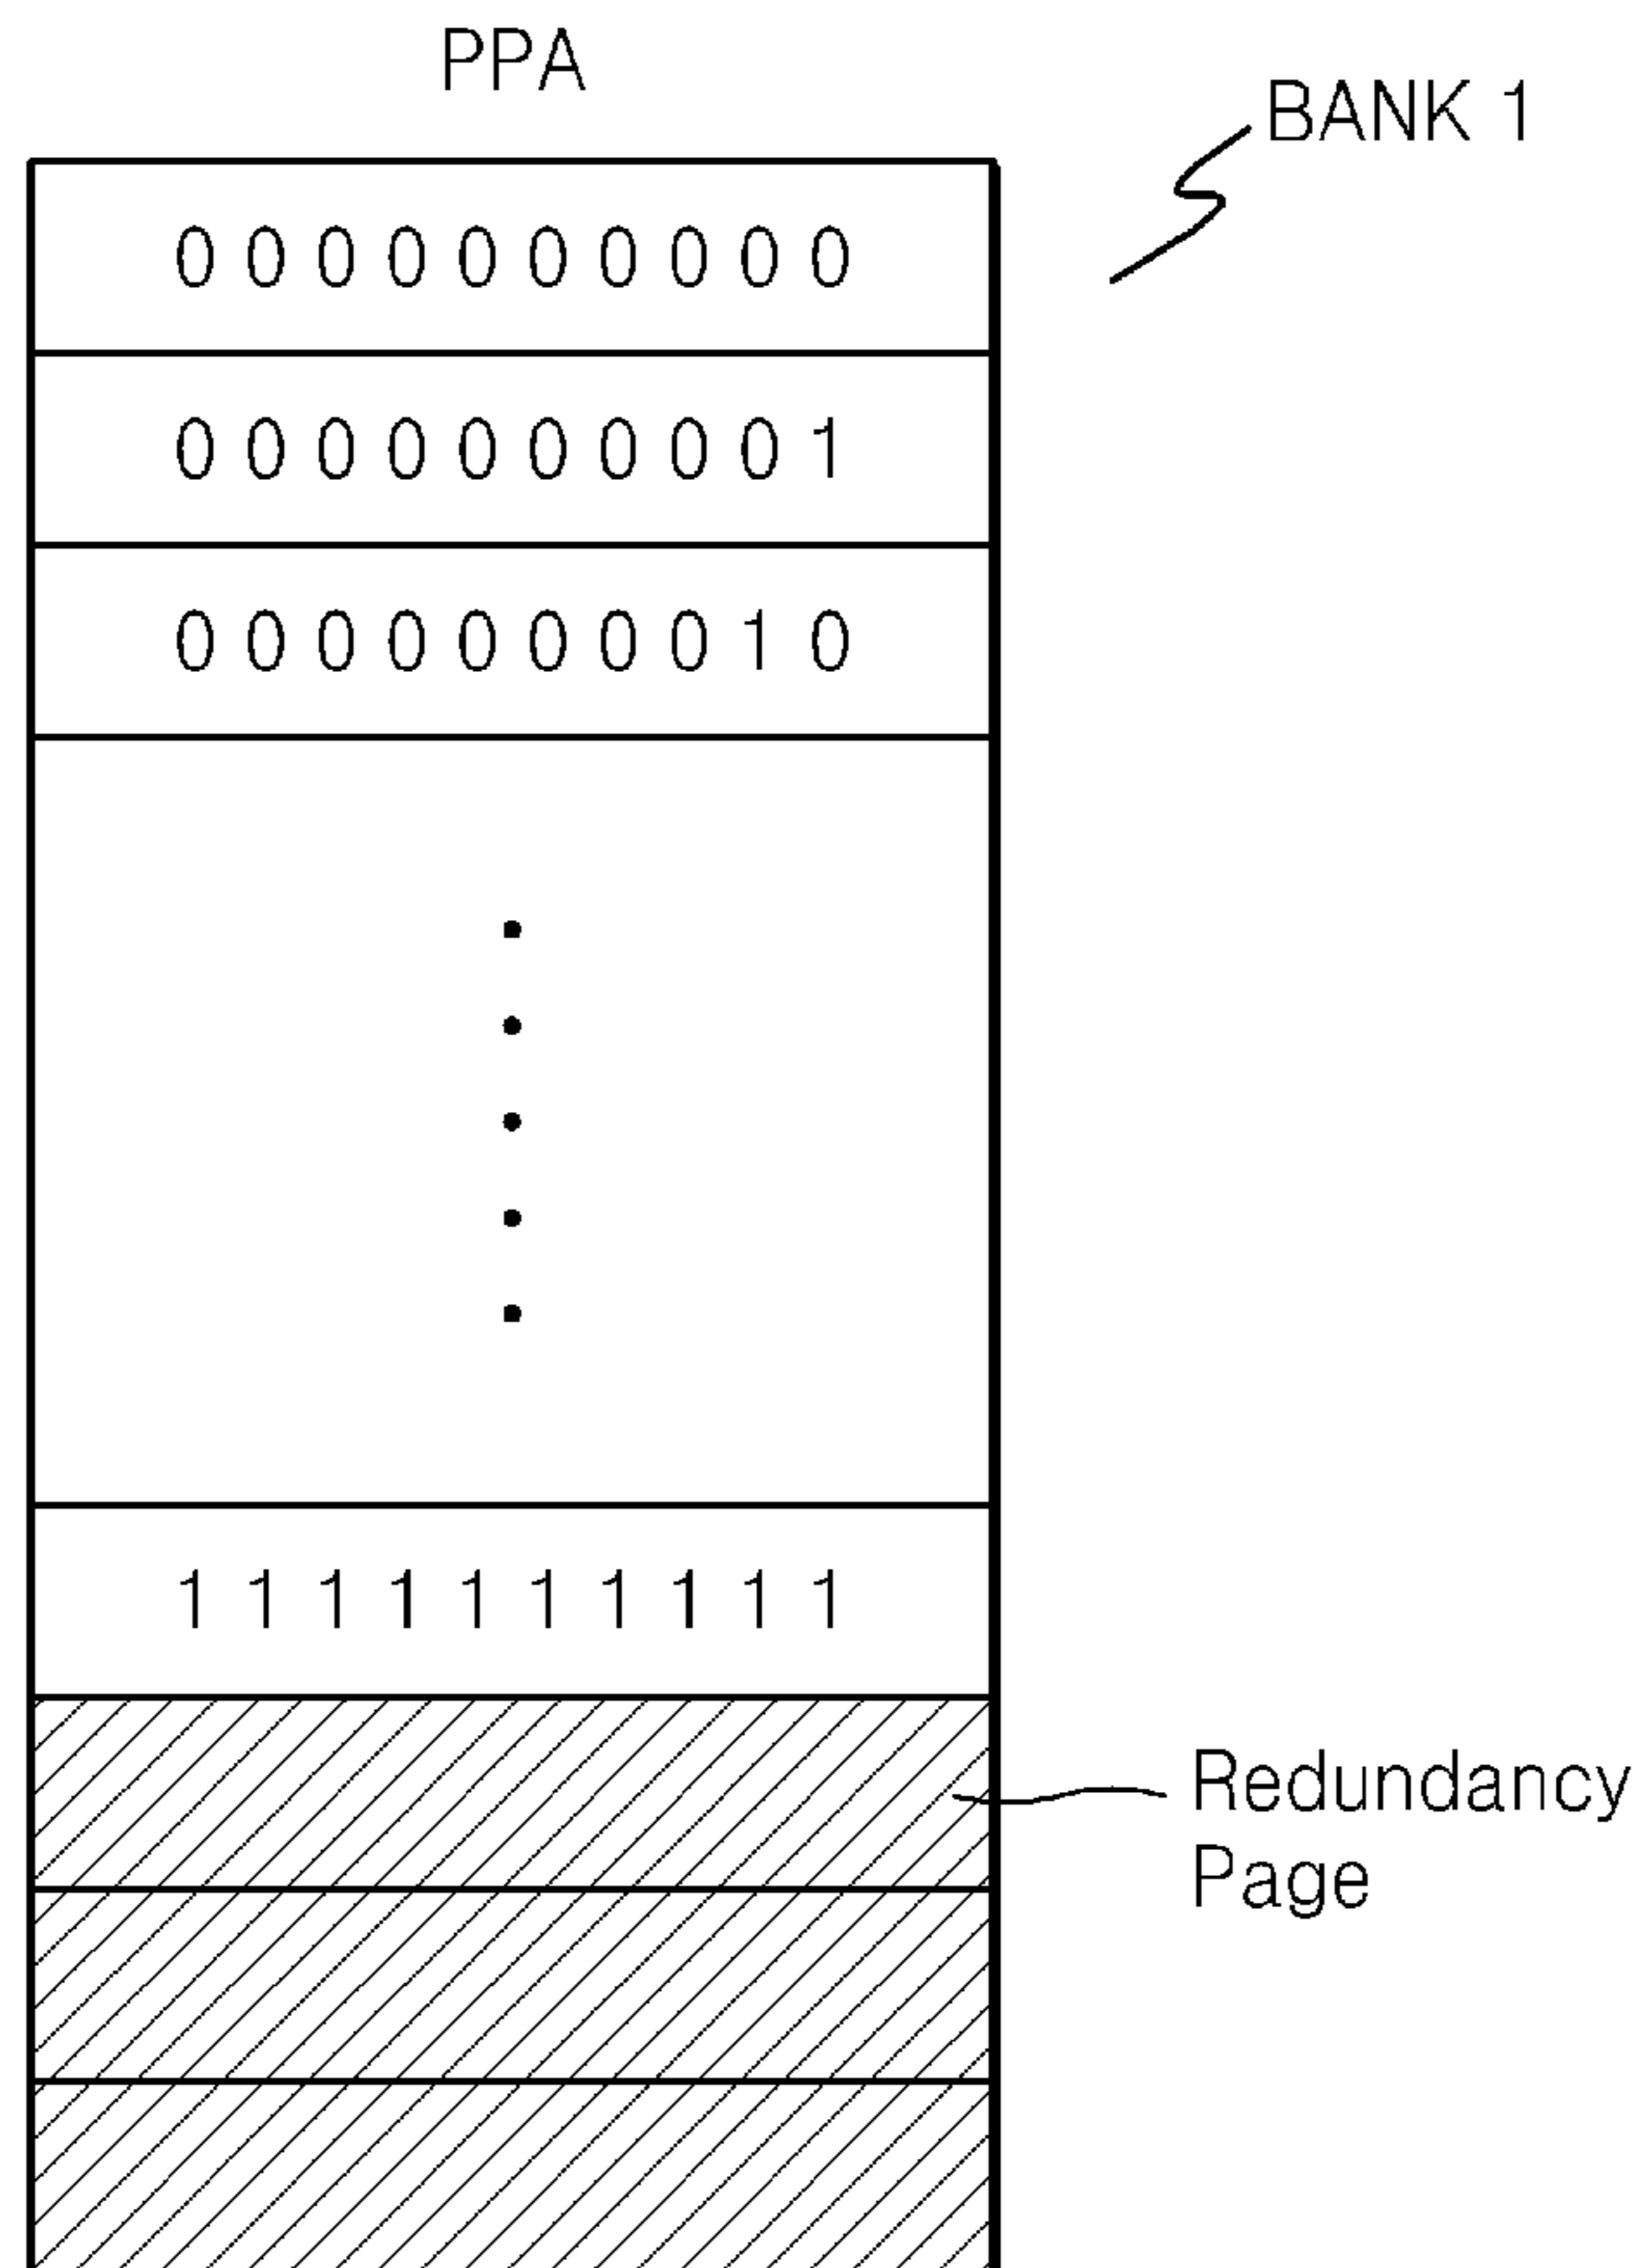 PPA
BANK 1
0 0 0 0 0 0 0 0 0 0
0 0 0 0 0 0 0 0 0 1
0 0 0 0 0 0 0 0 1 0
1 1 1 1 1 1 1 1 1 1
Redundancy
Page